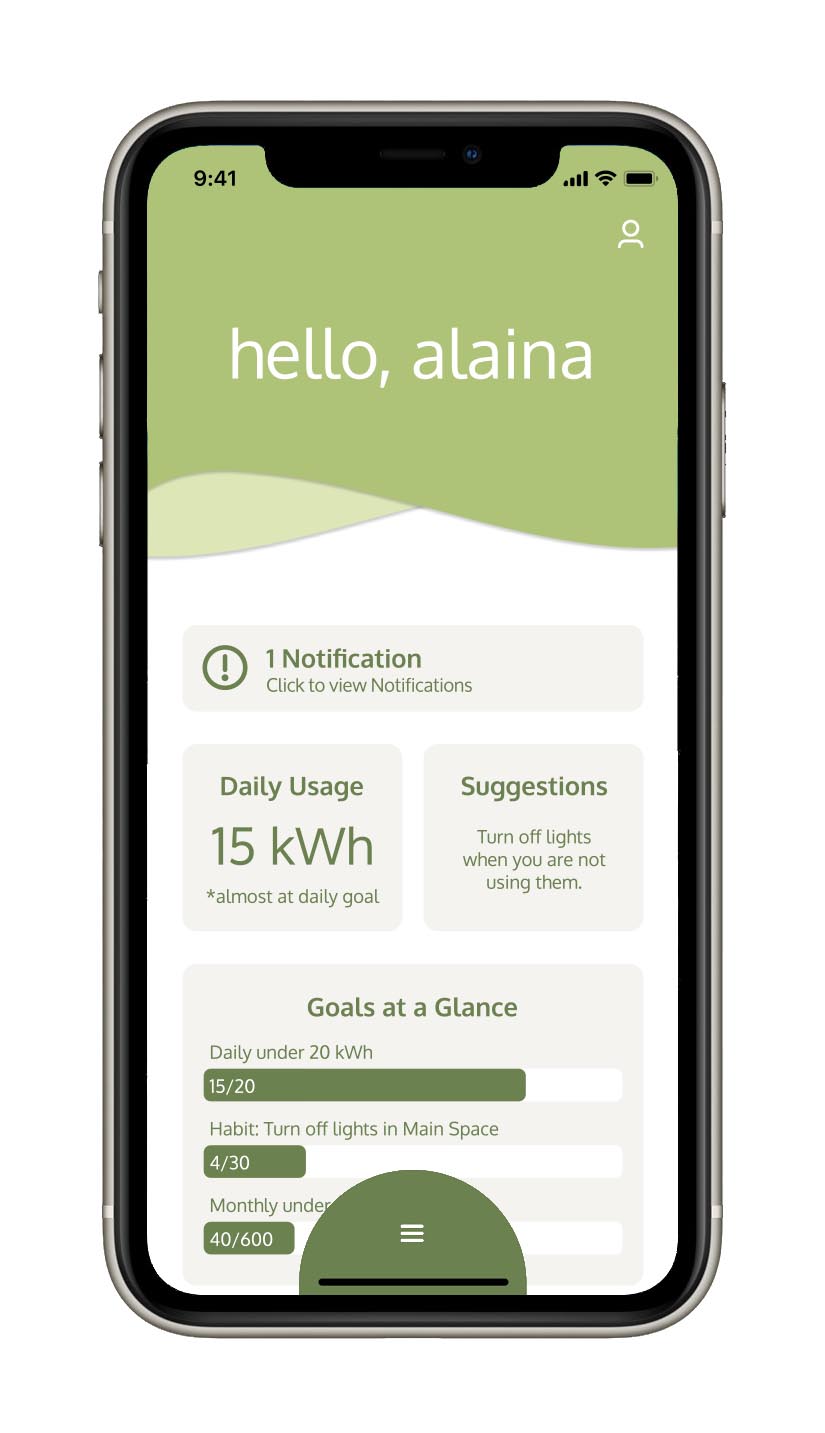 9:41
hello, alaina
1 Notification
Click to view Notifications
Daily Usage
15 kWh
*almost at daily goal
Suggestions
Turn off lights
when you are not
using them.
Goals at a Glance
Daily under 20 kWh
15/20
Habit: Turn off lights in Main Space
4/30
Monthly under
40/600